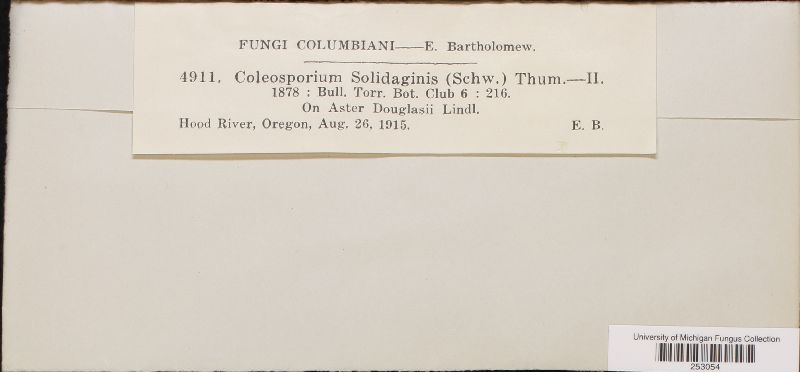 FUNGI COLUMBIANI——E. Bartholomew.
4911. Coleosporium Solidaginis (Schw.) Thum.—II.
1878 : Bull. Torr. Bot. Club 6 : 216.
On Aster Douglasii Lindl.
Hood River, Oregon, Aug. 26, 1915. E. B.
University of Michigan Fungus Collection
253054